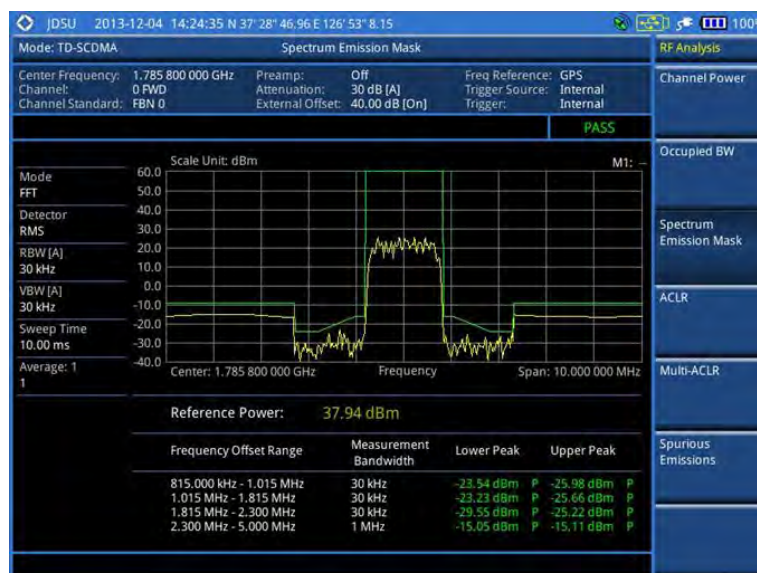 JDSU 2013-12-04 14:24:35 N 37' 28" 46.96 E 126' 53" 8.15 100%
Mode: TD-SCDMA Spectrum Emission Mask RF Analysis
Center Frequency: 1.785 800 000 GHz Preamp: Off Freq Reference: GPS
Channel: 0 FWD Attenuation: 30 dB [A] Trigger Source: Internal
Channel Standard: FBN 0 External Offset: 40.00 dB [On] Trigger: Internal
PASS
Scale Unit: dBm M1: --
60.0
50.0
40.0
30.0
20.0
10.0
0.0
-10.0
-20.0
-30.0
-40.0
Center: 1.785 800 000 GHz Frequency Span: 10.000 000 MHz
Mode
FFT
Detector
RMS
RBW [A]
30 kHz
VBW [A]
30 kHz
Sweep Time
10.00 ms
Average: 1
1
Reference Power: 37.94 dBm
Frequency Offset Range Measurement Bandwidth Lower Peak Upper Peak
815.000 kHz - 1.015 MHz 30 kHz -23.54 dBm P -25.98 dBm P
1.015 MHz - 1.815 MHz 30 kHz -23.23 dBm P -25.66 dBm P
1.815 MHz - 2.300 MHz 30 kHz -29.55 dBm P -25.22 dBm P
2.300 MHz - 5.000 MHz 1 MHz -15.05 dBm P -15.11 dBm P
Channel Power
Occupied BW
Spectrum
Emission Mask
ACLR
Multi-ACLR
Spurious
Emissions